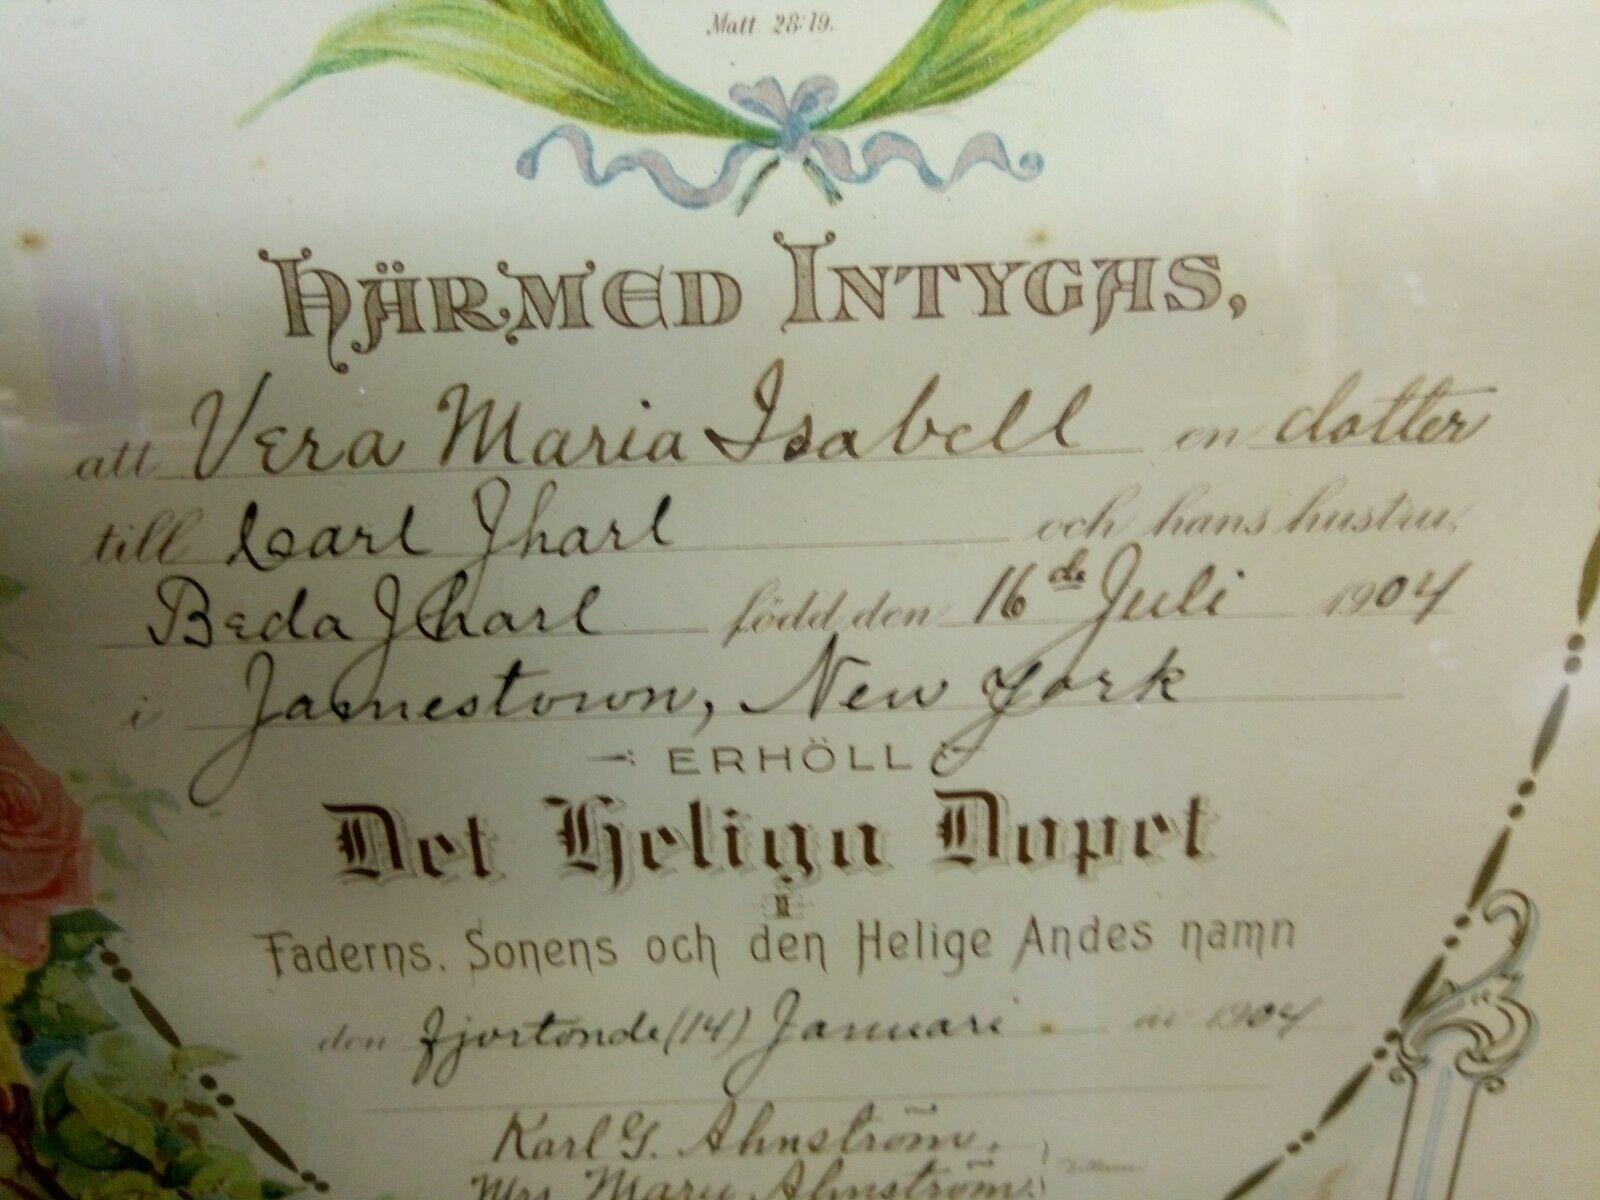 Matt. 28:19.
HÄRMED INTYGAS,
att Vera Maria Isabell en dotter
till Carl Jharl och hans hustru,
Beda Jharl född den 16de Juli 1904
i Jamestown, New York
ERHÖLL
Det Heliga Dopet
I
Faderns, Sonens och den Helige Andes namn
den fjortonde (14) Januari år 1904
Karl G. Ahnström.
Mrs Mary Ahnström.